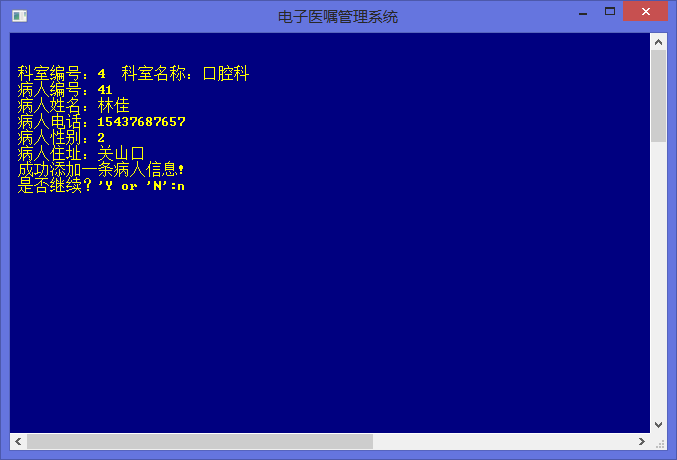 电子医嘱管理系统
科室编号：4 科室名称：口腔科
病人编号：41
病人姓名：林佳
病人电话：15437687657
病人性别：2
病人住址：关山口
成功添加一条病人信息!
是否继续？'Y or 'N':n